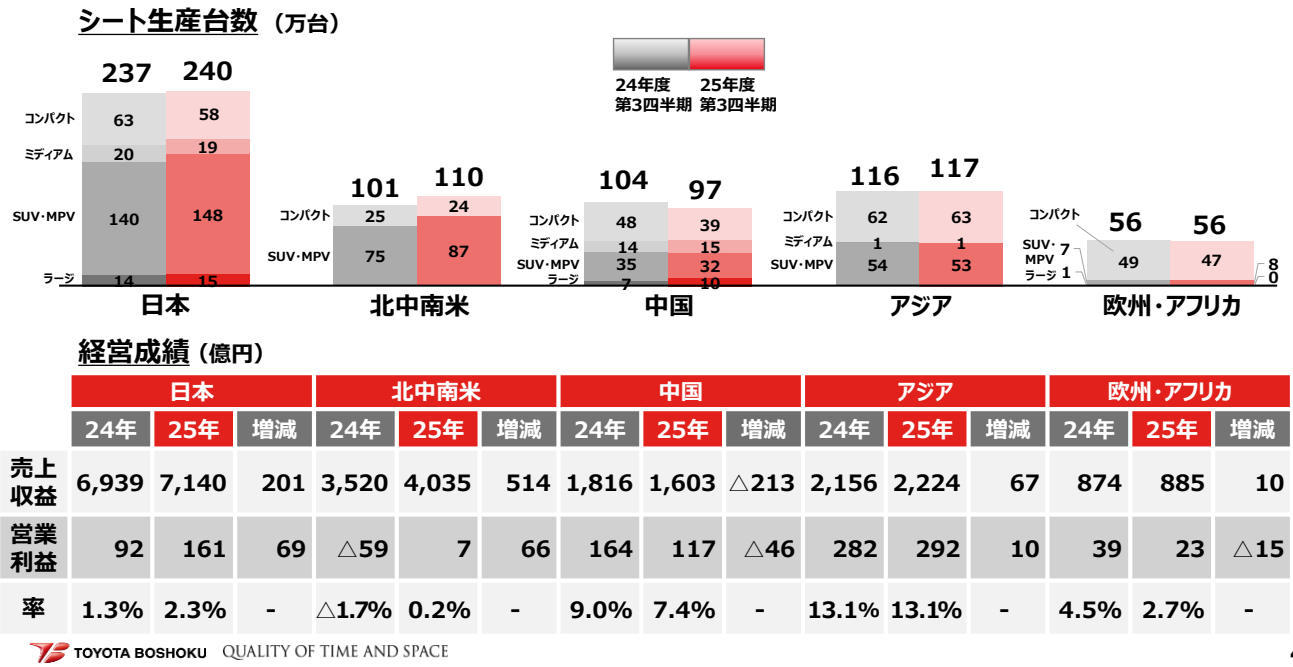 シート生産台数 (万台)
24年度 25年度
第3四半期 第3四半期
237 240
コンパクト 63 58
ミディアム 20 19
SUV・MPV 140 148
ラージ 14 15
日本
101 110
コンパクト 25 24
SUV・MPV 75 87
北中南米
104 97
コンパクト 48 39
ミディアム 14 15
SUV・MPV 35 32
ラージ 7 10
中国
116 117
コンパクト 62 63
ミディアム 1 1
SUV・MPV 54 53
アジア
56 56
コンパクト 49 47
SUV・MPV 7 8
ラージ 1 0
欧州・アフリカ
経営成績 (億円)
日本 北中南米 中国 アジア 欧州・アフリカ
24年 25年 増減 24年 25年 増減 24年 25年 増減 24年 25年 増減 24年 25年 増減
売上収益 6,939 7,140 201 3,520 4,035 514 1,816 1,603 △213 2,156 2,224 67 874 885 10
営業利益 92 161 69 △59 7 66 164 117 △46 282 292 10 39 23 △15
率 1.3% 2.3% - △1.7% 0.2% - 9.0% 7.4% - 13.1% 13.1% - 4.5% 2.7% -
TOYOTA BOSHOKU QUALITY OF TIME AND SPACE